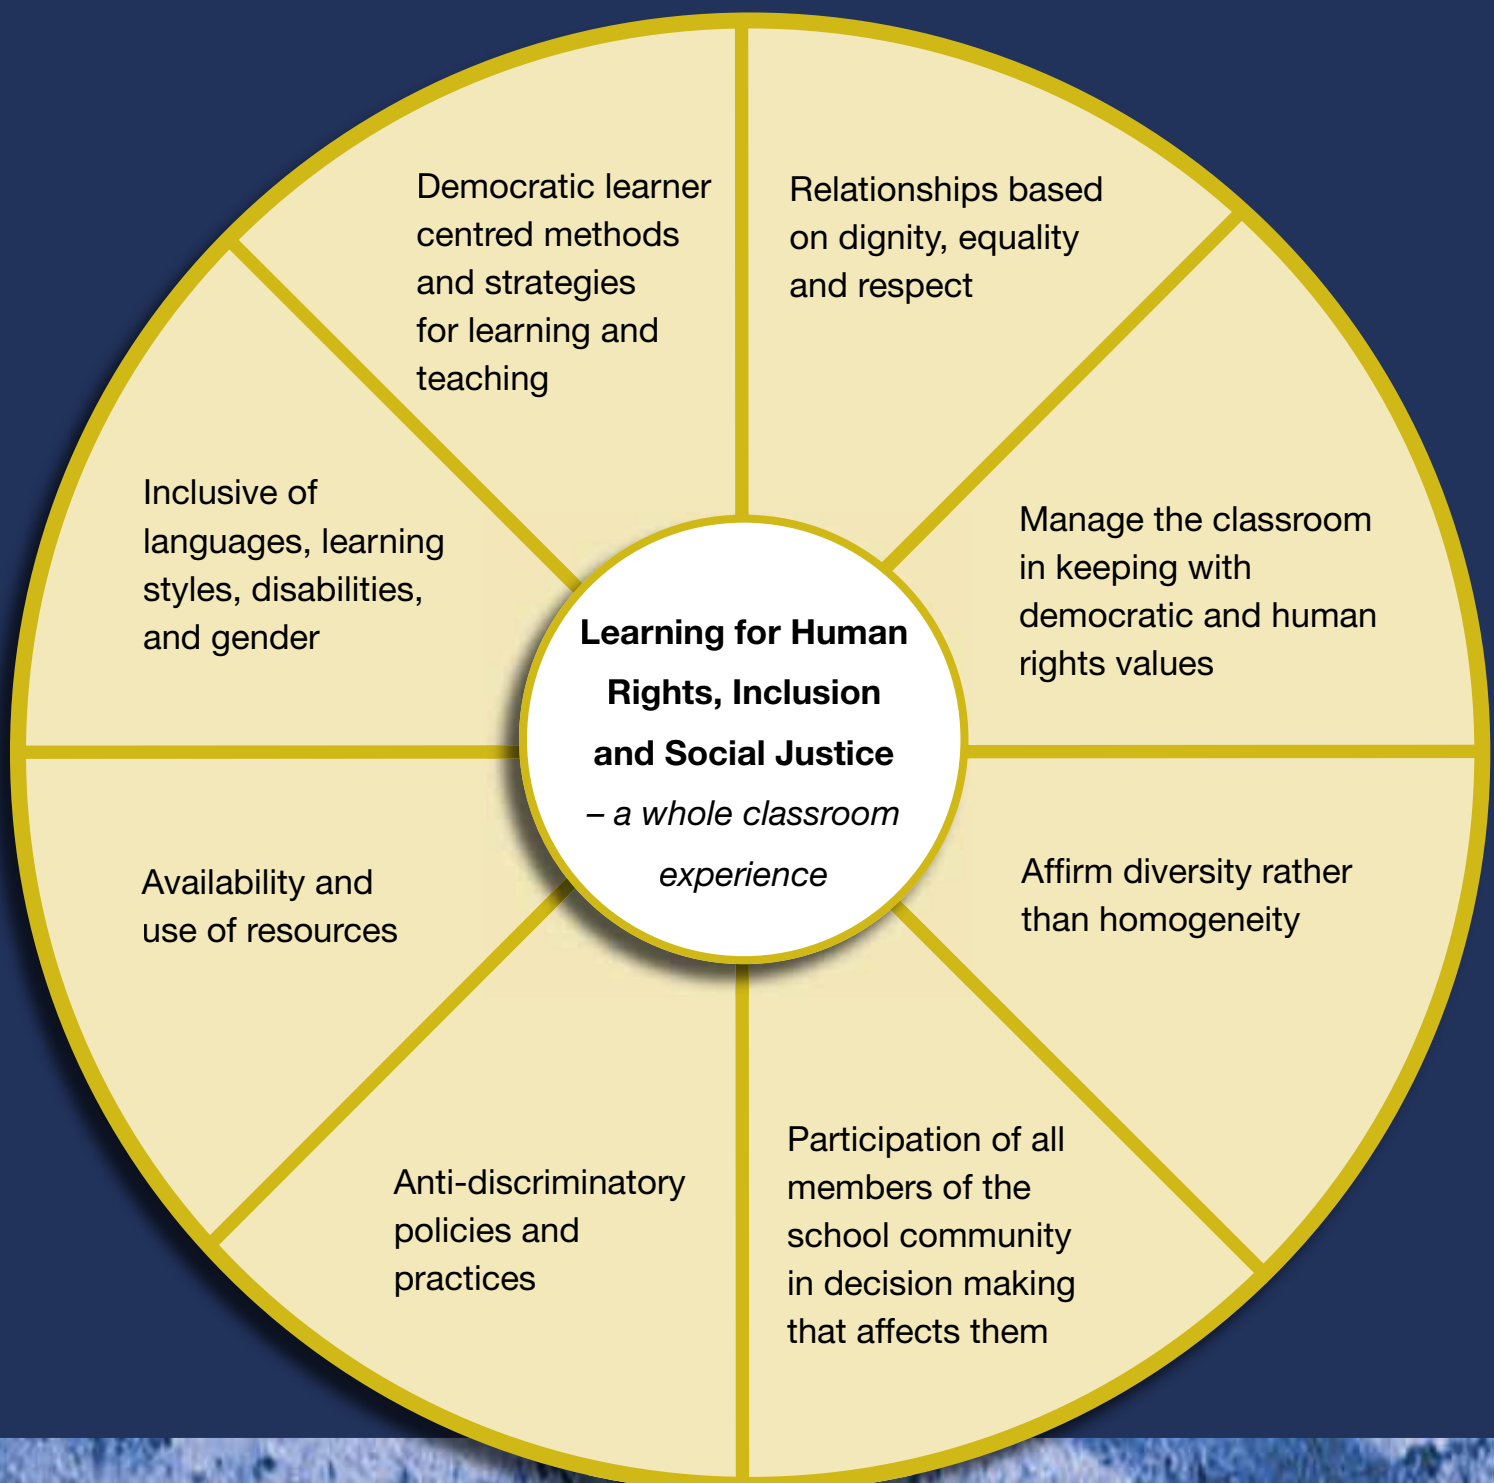 Democratic learner
centred methods
and strategies
for learning and
teaching
Relationships based
on dignity, equality
and respect
Manage the classroom
in keeping with
democratic and human
rights values
Affirm diversity rather
than homogeneity
Participation of all
members of the
school community
in decision making
that affects them
Anti-discriminatory
policies and
practices
Availability and
use of resources
Inclusive of
languages, learning
styles, disabilities,
and gender
Learning for Human
Rights, Inclusion
and Social Justice
– a whole classroom
experience